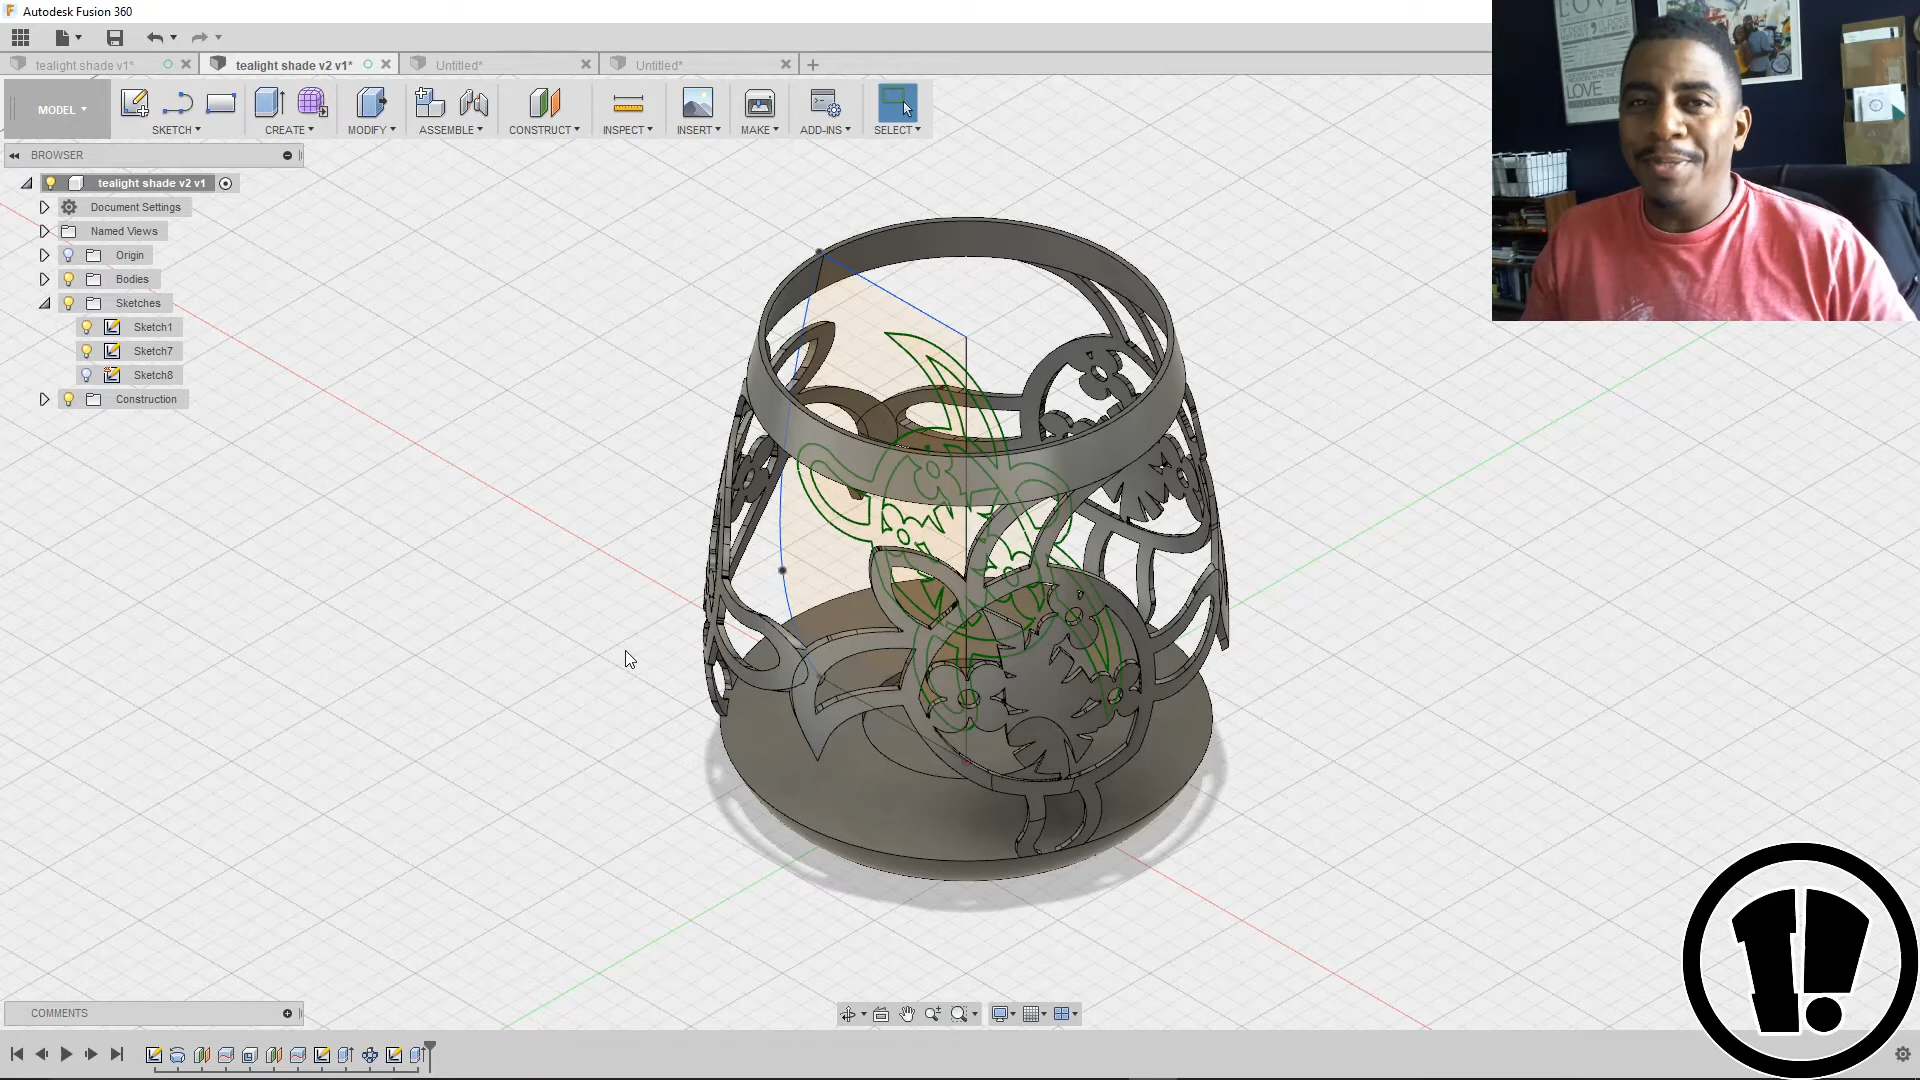 Autodesk Fusion 360
tealight shade v1*
tealight shade v2 v1*
Untitled*
Untitled*
MODEL
SKETCH
CREATE
MODIFY
ASSEMBLE
CONSTRUCT
INSPECT
INSERT
MAKE
ADD-INS
SELECT
BROWSER
tealight shade v2 v1
Document Settings
Named Views
Origin
Bodies
Sketches
Sketch1
Sketch7
Sketch8
Construction
COMMENTS
LOVE
LOVE